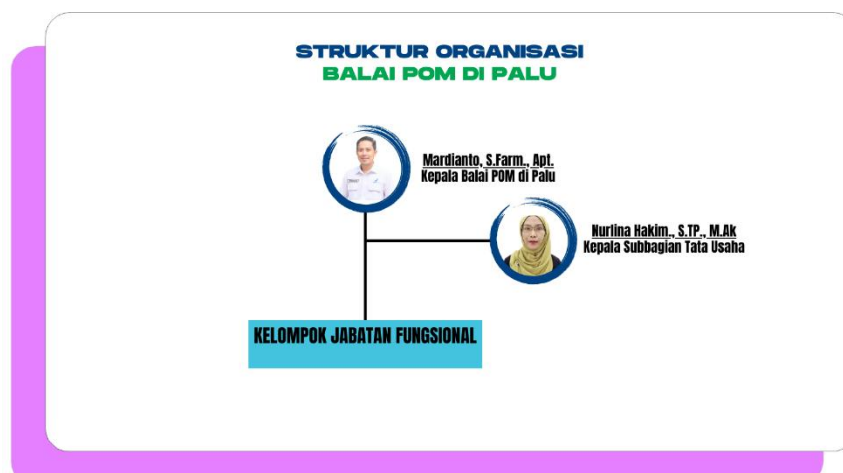 STRUKTUR ORGANISASI
BALAI POM DI PALU
Mardianto, S.Farm., Apt.
Kepala Balai POM di Palu
Nurlina Hakim., S.TP., M.Ak
Kepala Subbagian Tata Usaha
KELOMPOK JABATAN FUNGSIONAL